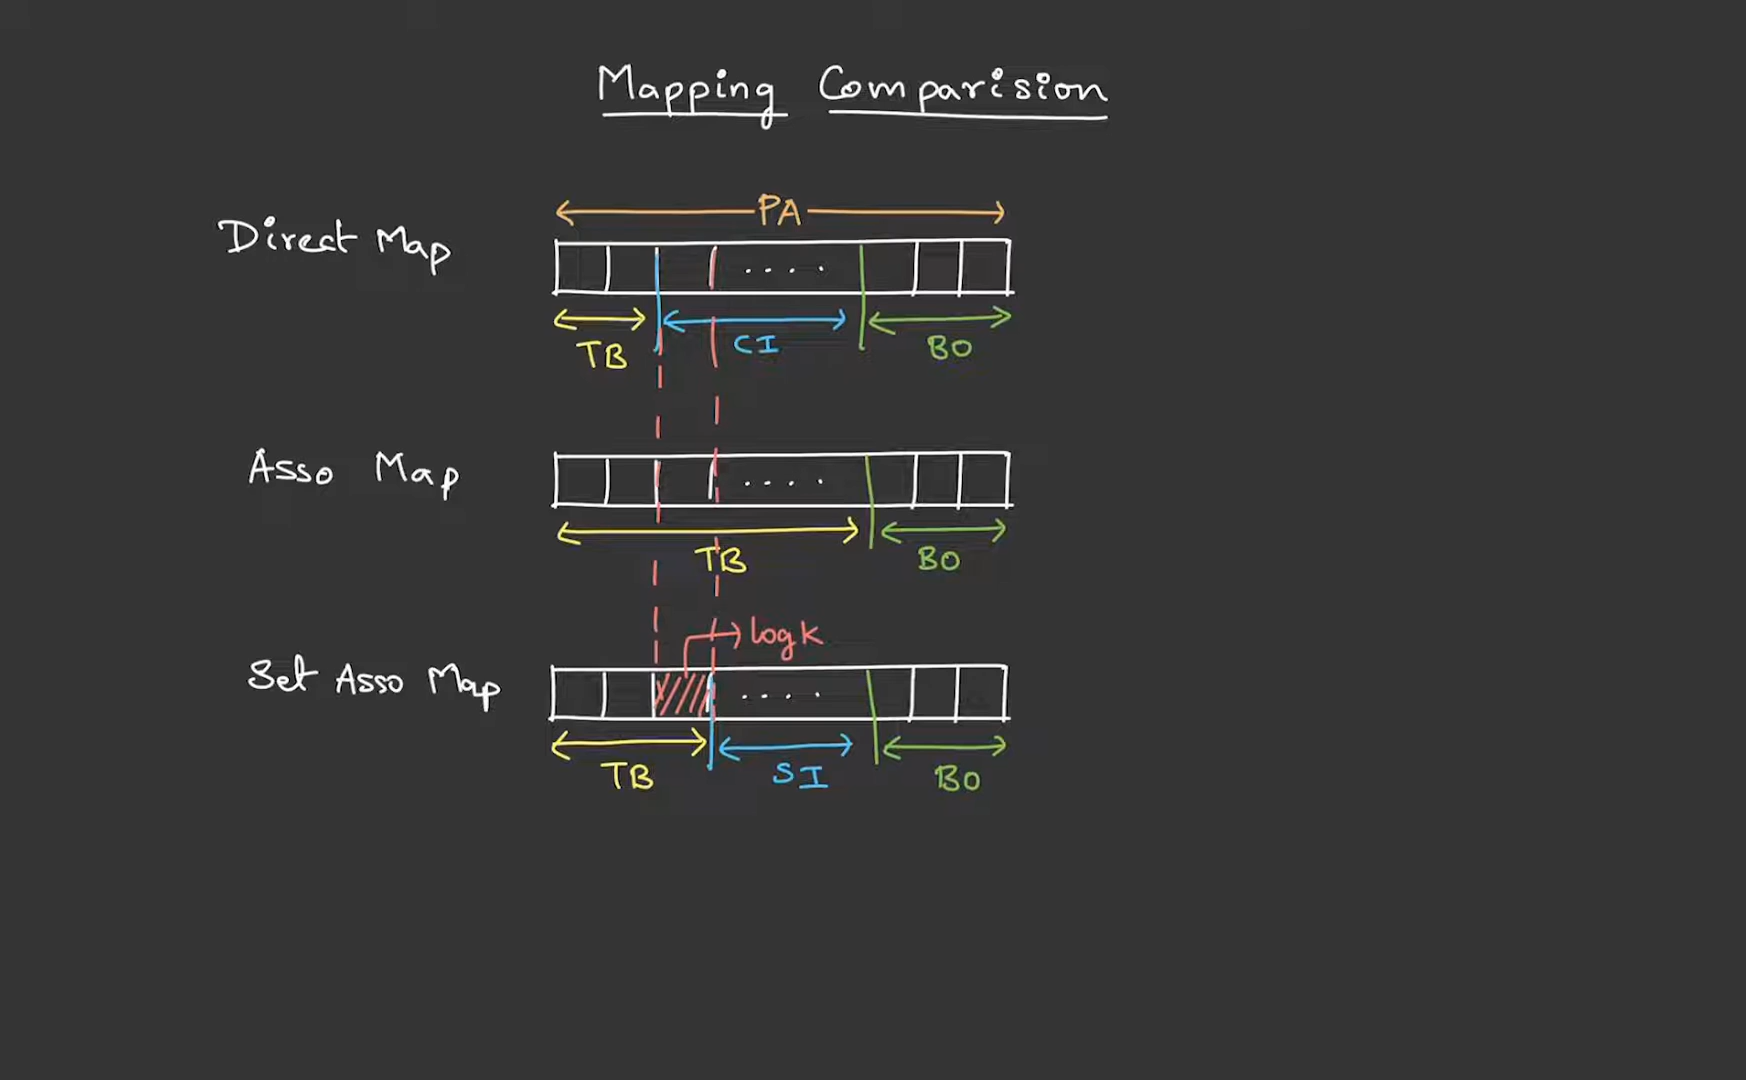 Mapping Comparision
PA
Direct Map
TB CI BO
Asso Map
TB BO
log K
Set Asso Map
TB SI BO